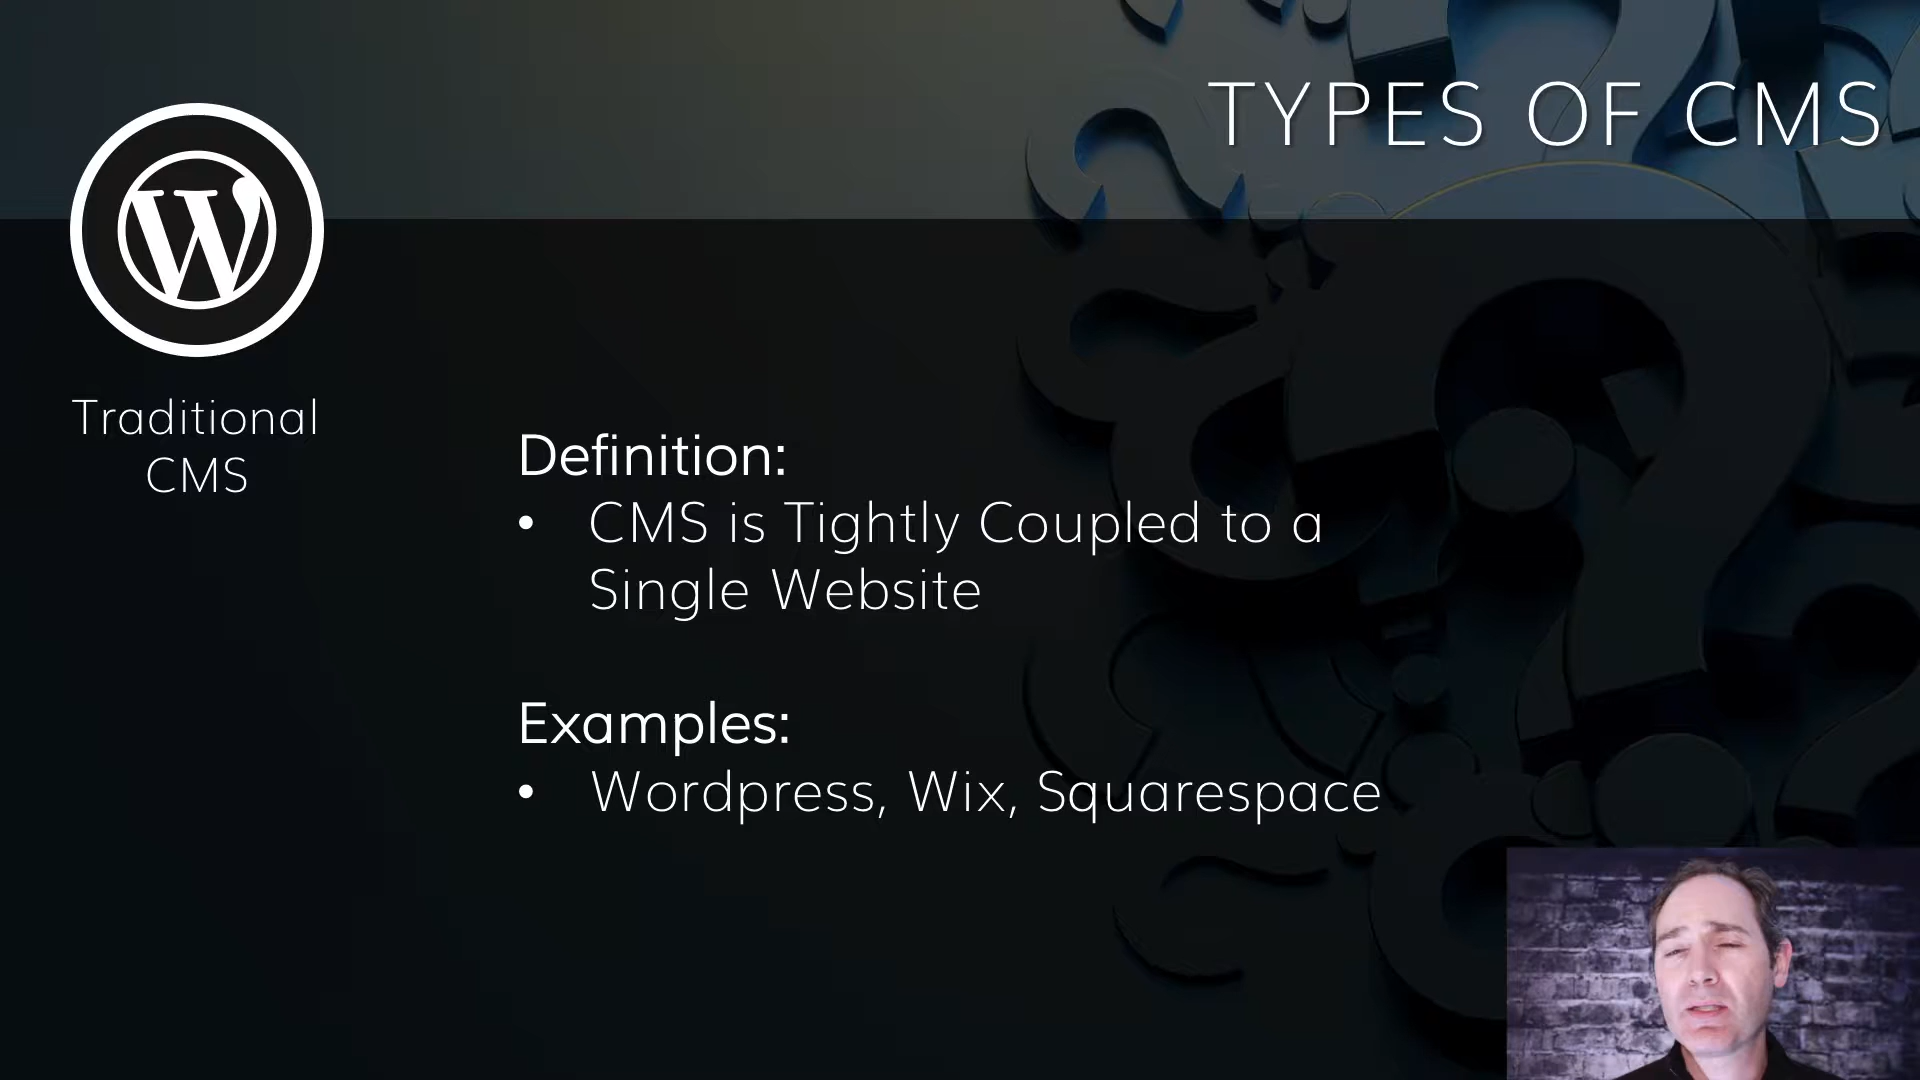 TYPES OF CMS
Traditional
CMS
Definition:
• CMS is Tightly Coupled to a
Single Website
Examples:
• Wordpress, Wix, Squarespace